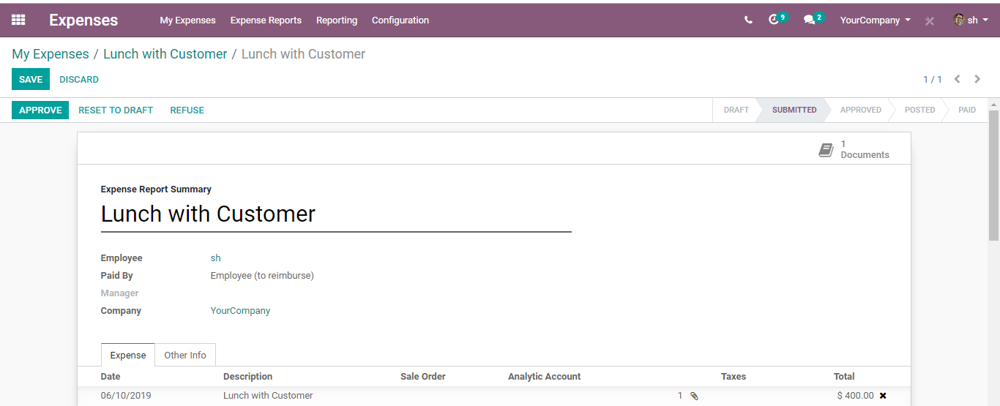 Expenses My Expenses Expense Reports Reporting Configuration 9 2 YourCompany sh
My Expenses / Lunch with Customer / Lunch with Customer
SAVE DISCARD 1 / 1
APPROVE RESET TO DRAFT REFUSE DRAFT SUBMITTED APPROVED POSTED PAID
1
Documents
Expense Report Summary
Lunch with Customer
Employee sh
Paid By Employee (to reimburse)
Manager
Company YourCompany
Expense Other Info
Date Description Sale Order Analytic Account Taxes Total
06/10/2019 Lunch with Customer 1 $ 400.00